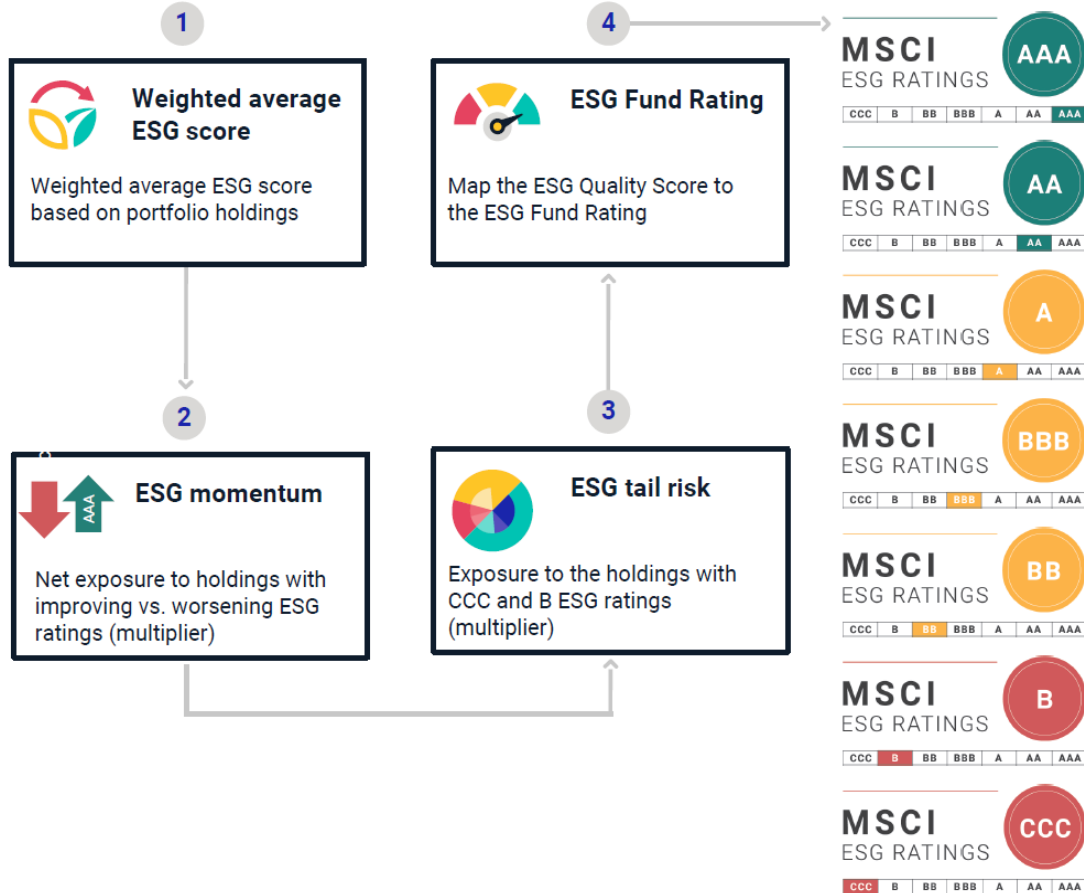 1
Weighted average
ESG score
Weighted average ESG score
based on portfolio holdings
2
AAA
ESG momentum
Net exposure to holdings with
improving vs. worsening ESG
ratings (multiplier)
3
ESG tail risk
Exposure to the holdings with
CCC and B ESG ratings
(multiplier)
4
ESG Fund Rating
Map the ESG Quality Score to
the ESG Fund Rating
MSCI
ESG RATINGS
AAA
CCC B BB BBB A AA AAA
MSCI
ESG RATINGS
AA
CCC B BB BBB A AA AAA
MSCI
ESG RATINGS
A
CCC B BB BBB A AA AAA
MSCI
ESG RATINGS
BBB
CCC B BB BBB A AA AAA
MSCI
ESG RATINGS
BB
CCC B BB BBB A AA AAA
MSCI
ESG RATINGS
B
CCC B BB BBB A AA AAA
MSCI
ESG RATINGS
CCC
CCC B BB BBB A AA AAA